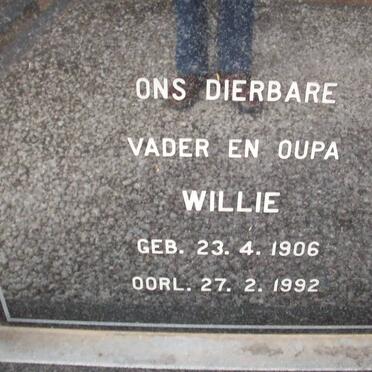 ONS DIERBARE
VADER EN OUPA
WILLIE
GEB. 23. 4. 1906
OORL. 27. 2. 1992